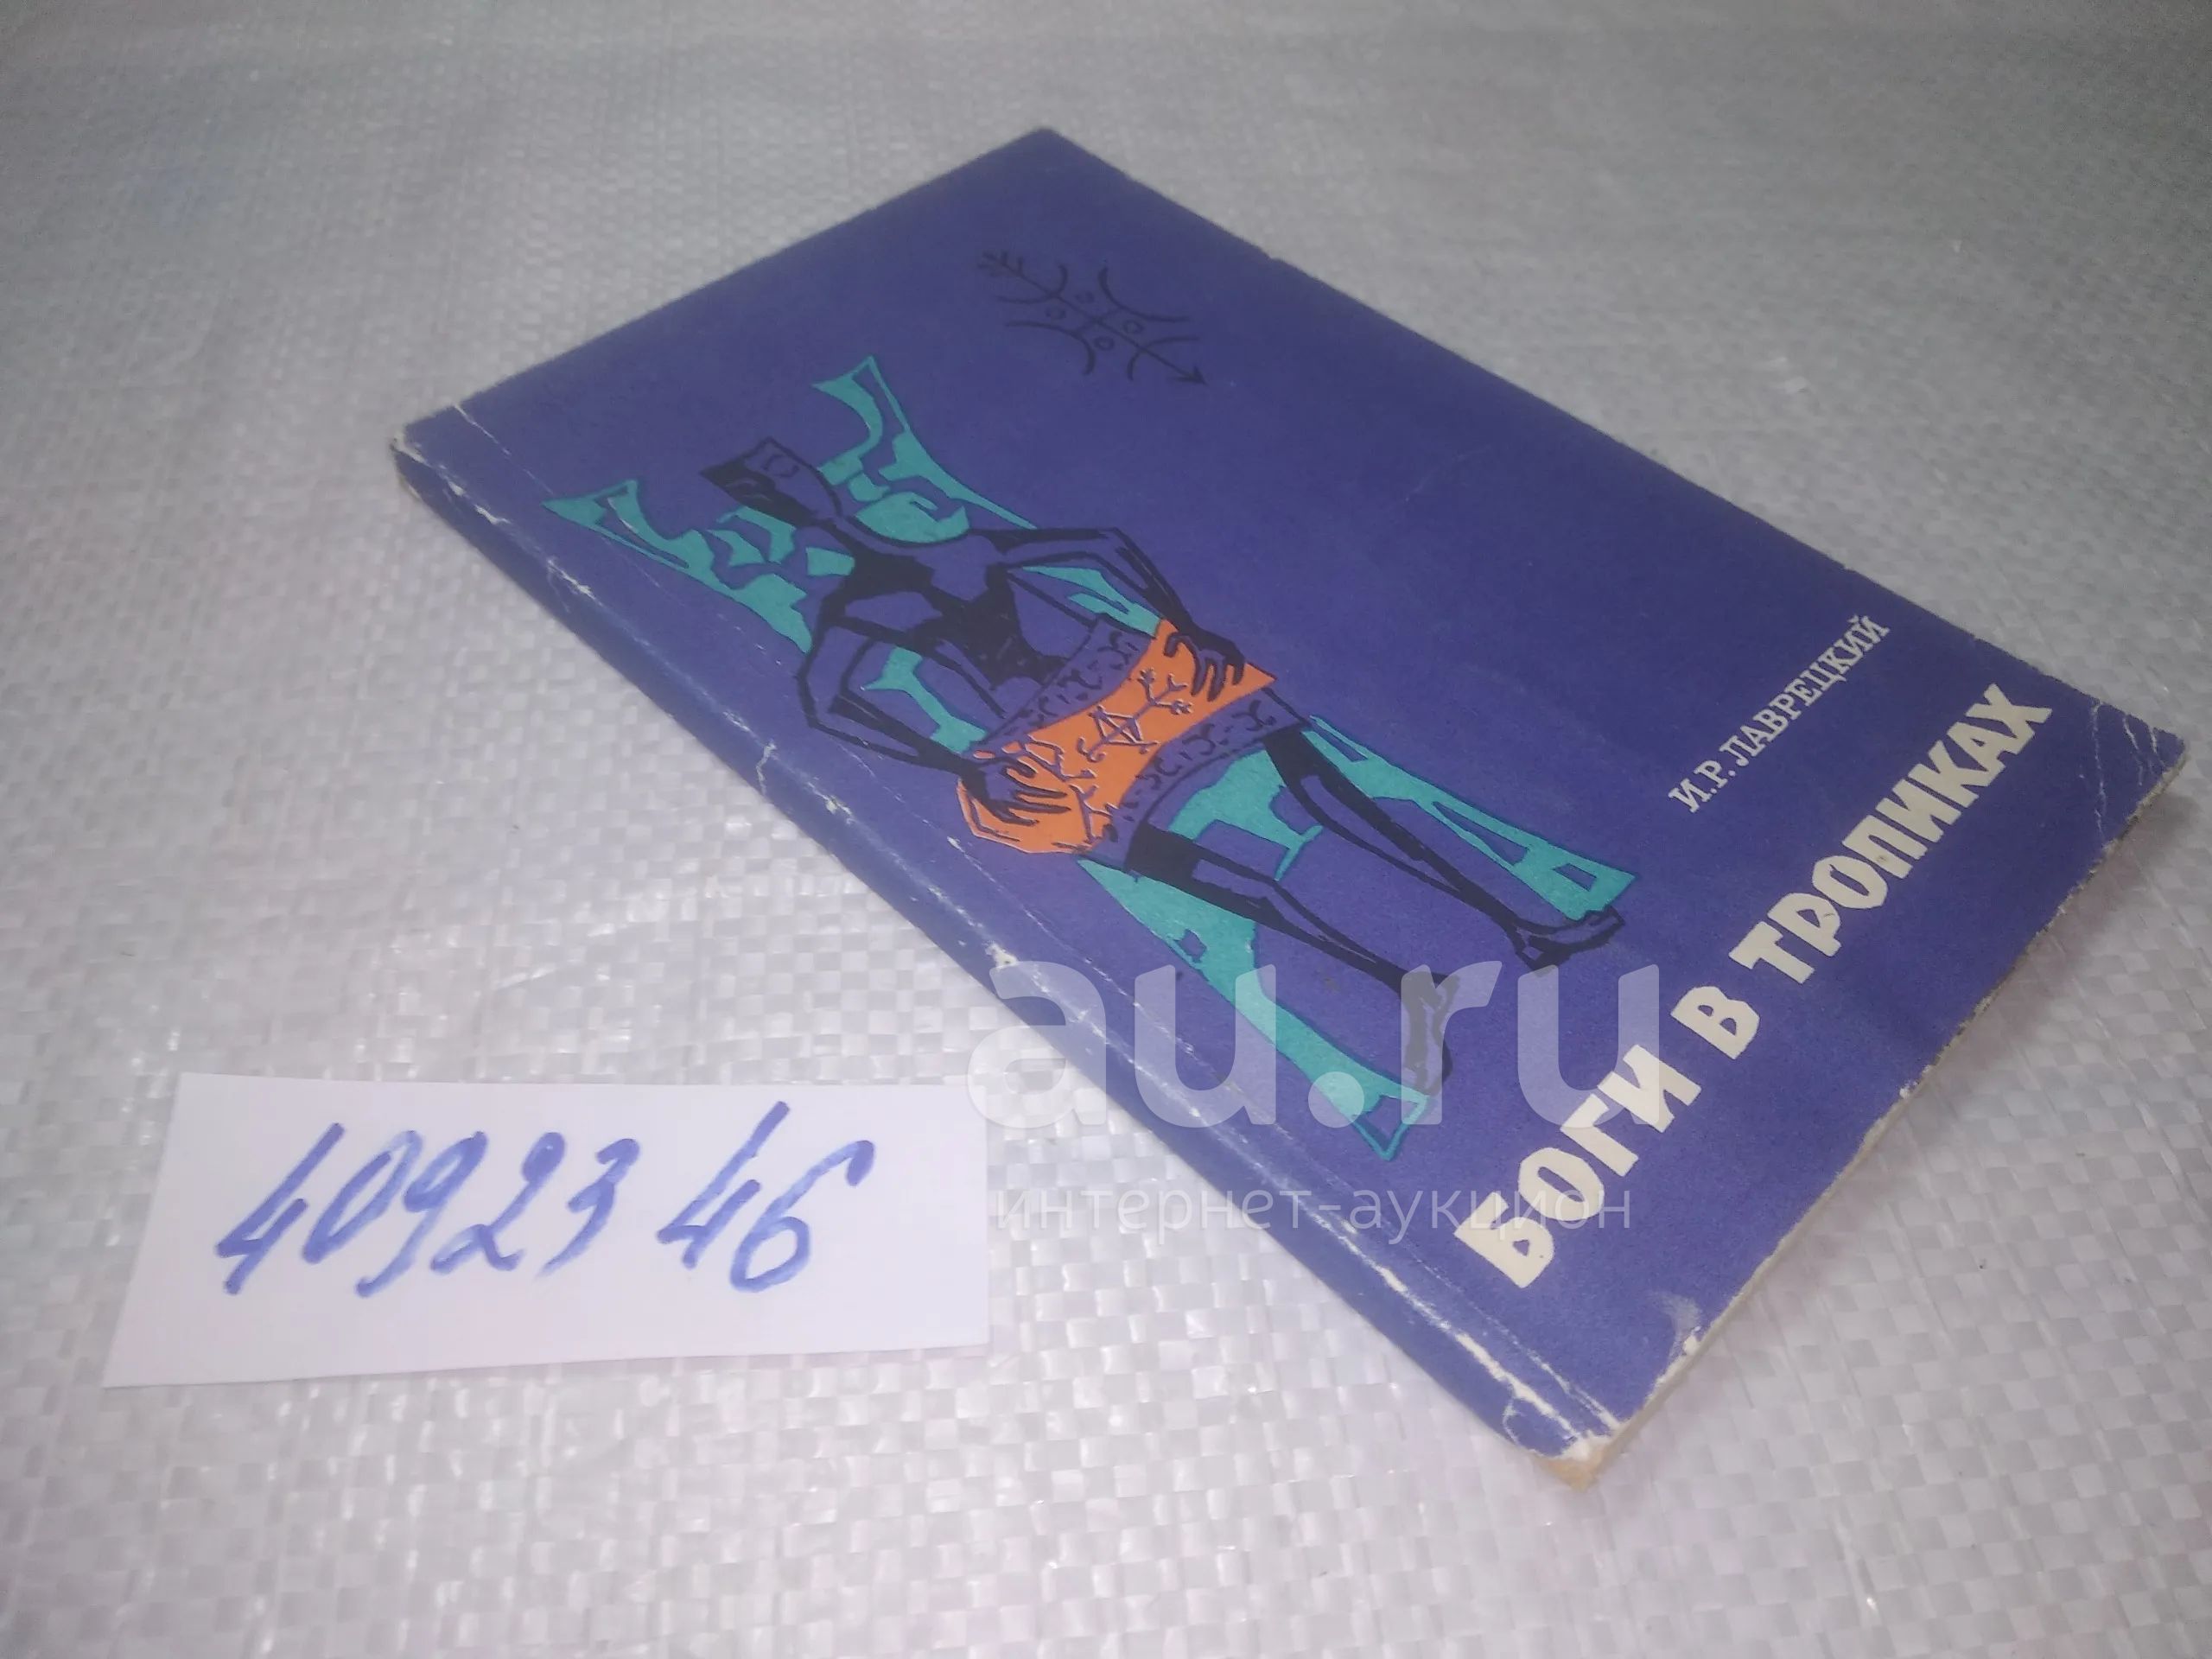 И.Р. ЛАВРЕЦКИЙ
БОГИ В ТРОПИКАХ
4092346
au.ru
интернет-аукцион